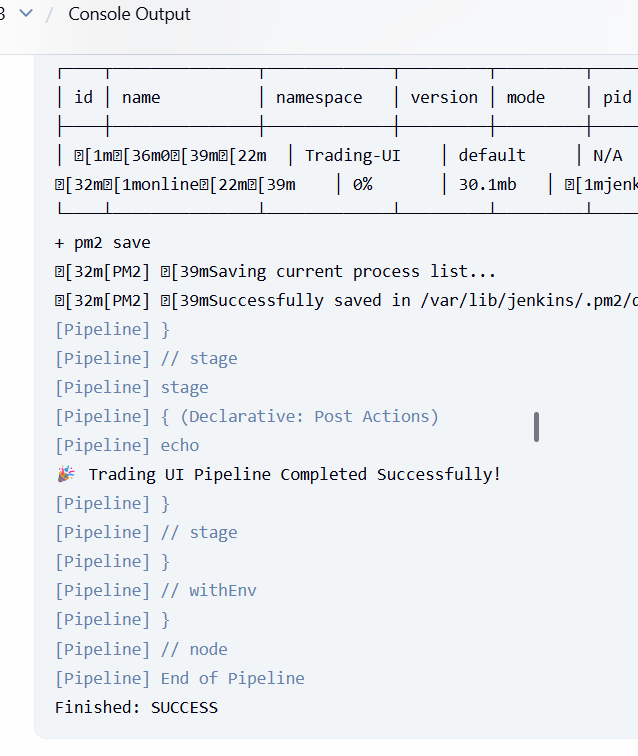 3 / Console Output
│ id │ name │ namespace │ version │ mode │ pid
│ [1m[36m0[39m[22m │ Trading-UI │ default │ N/A
[32m[1monline[22m[39m │ 0% │ 30.1mb │ [1mjenk
+ pm2 save
[32m[PM2] [39mSaving current process list...
[32m[PM2] [39mSuccessfully saved in /var/lib/jenkins/.pm2/d
[Pipeline] }
[Pipeline] // stage
[Pipeline] stage
[Pipeline] { (Declarative: Post Actions)
[Pipeline] echo
🎉 Trading UI Pipeline Completed Successfully!
[Pipeline] }
[Pipeline] // stage
[Pipeline] }
[Pipeline] // withEnv
[Pipeline] }
[Pipeline] // node
[Pipeline] End of Pipeline
Finished: SUCCESS